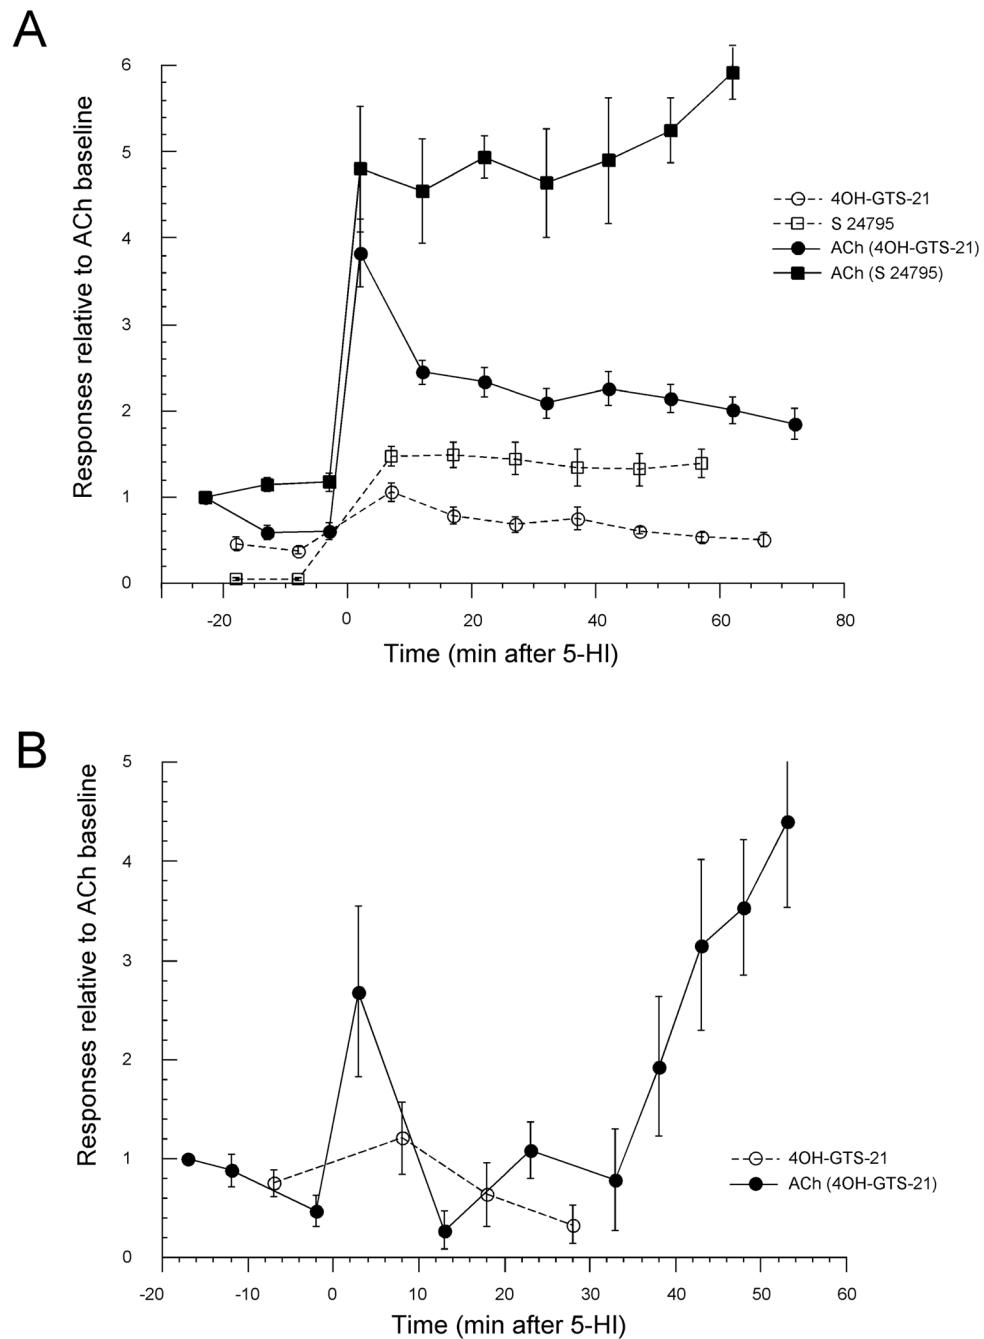 A
Responses relative to ACh baseline
6
5
4
3
2
1
0
-20
0
20
40
60
80
Time (min after 5-HI)
4OH-GTS-21
S 24795
ACh (4OH-GTS-21)
ACh (S 24795)
B
Responses relative to ACh baseline
5
4
3
2
1
0
-20
-10
0
10
20
30
40
50
60
Time (min after 5-HI)
4OH-GTS-21
ACh (4OH-GTS-21)